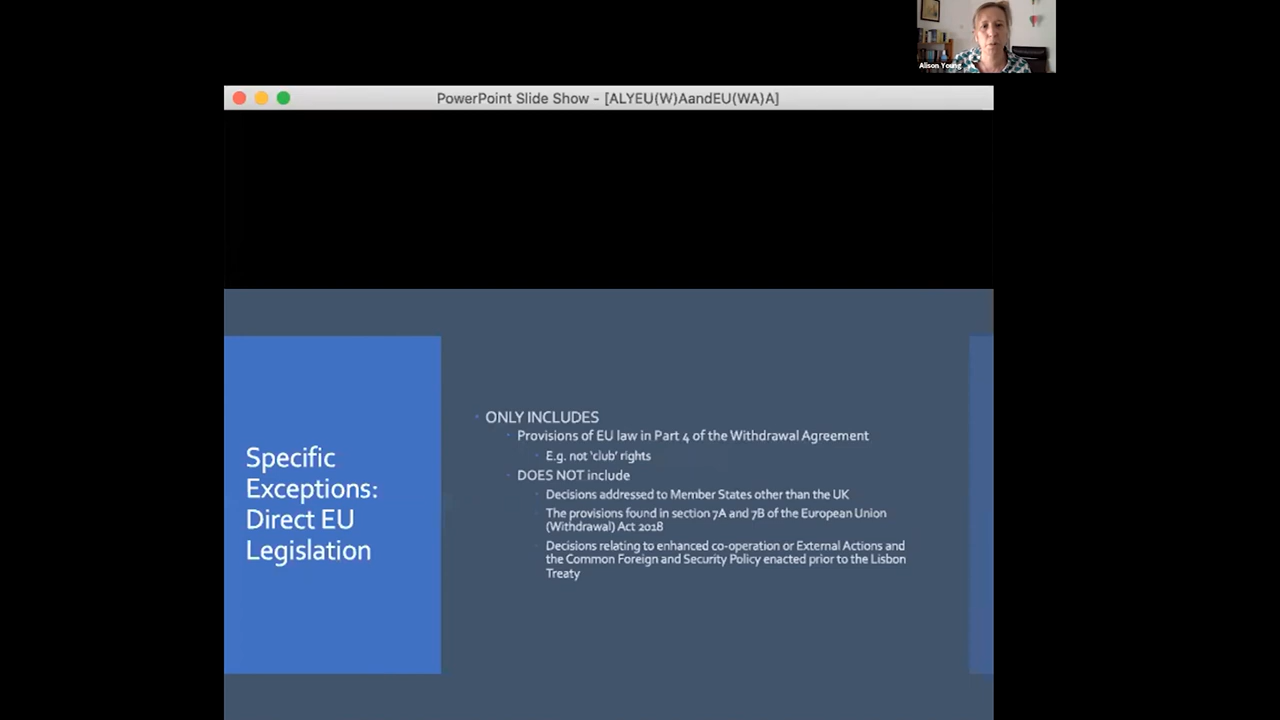 Alison Young
PowerPoint Slide Show - [ALYEU(W)AandEU(WA)A]
Specific
Exceptions:
Direct EU
Legislation
ONLY INCLUDES
Provisions of EU law in Part 4 of the Withdrawal Agreement
E.g. not ‘club’ rights
DOES NOT include
Decisions addressed to Member States other than the UK
The provisions found in section 7A and 7B of the European Union
(Withdrawal) Act 2018
Decisions relating to enhanced co-operation or External Actions and
the Common Foreign and Security Policy enacted prior to the Lisbon
Treaty